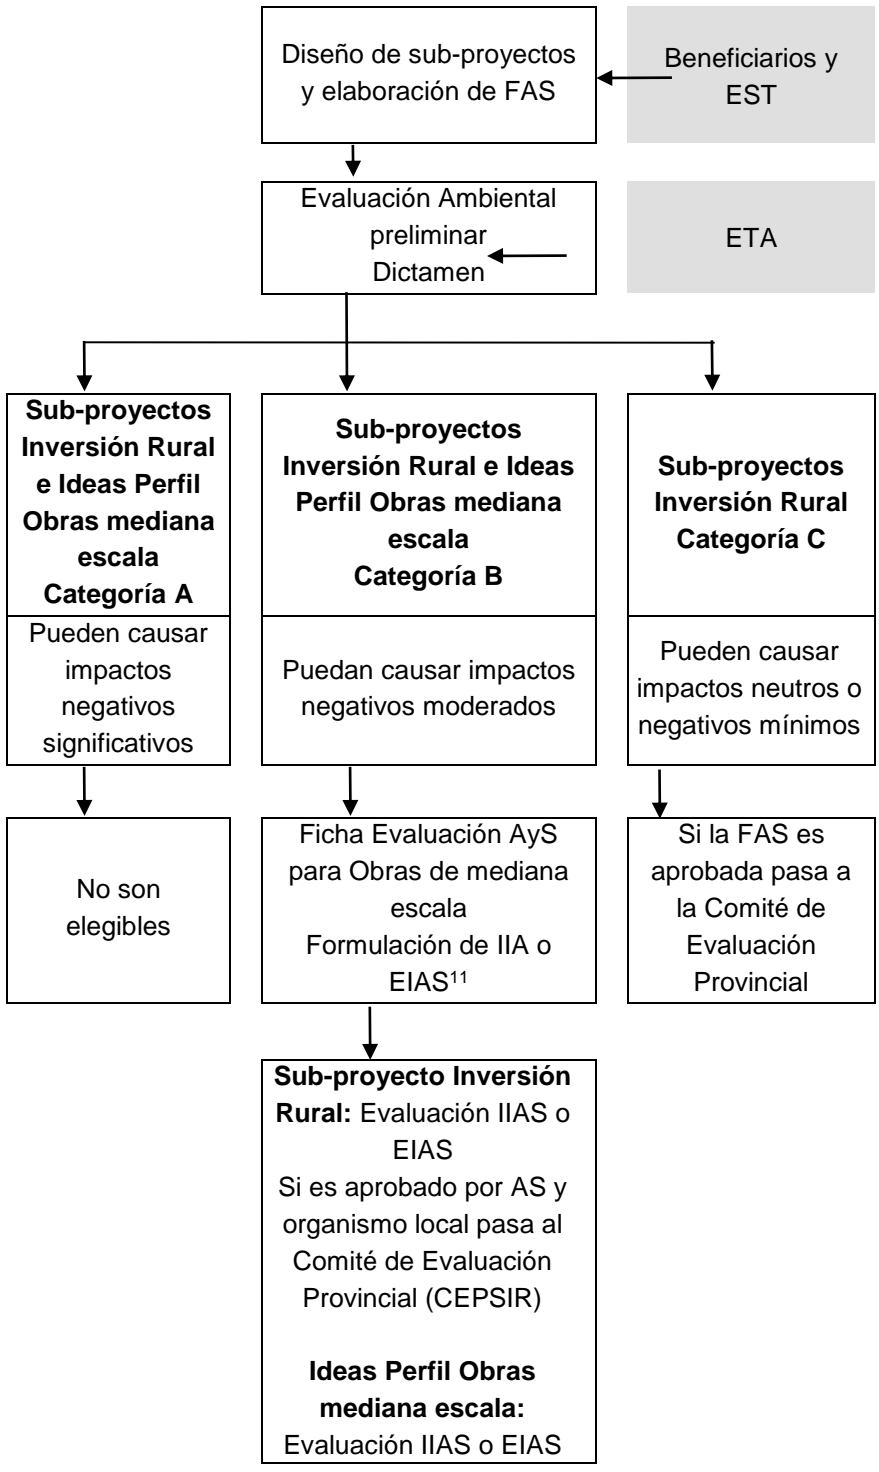 Diseño de sub-proyectos
y elaboración de FAS
Beneficiarios y
EST
Evaluación Ambiental
preliminar
Dictamen
ETA
Sub-proyectos
Inversión Rural
e Ideas Perfil
Obras mediana
escala
Categoría A
Sub-proyectos
Inversión Rural e Ideas
Perfil Obras mediana
escala
Categoría B
Sub-proyectos
Inversión Rural
Categoría C
Pueden causar
impactos
negativos
significativos
Puedan causar impactos
negativos moderados
Pueden causar
impactos neutros o
negativos mínimos
No son
elegibles
Ficha Evaluación AyS
para Obras de mediana
escala
Formulación de IIA o
EIAS¹¹
Si la FAS es
aprobada pasa a
la Comité de
Evaluación
Provincial
Sub-proyecto Inversión
Rural: Evaluación IIAS o
EIAS
Si es aprobado por AS y
organismo local pasa al
Comité de Evaluación
Provincial (CEPSIR)
Ideas Perfil Obras
mediana escala:
Evaluación IIAS o EIAS